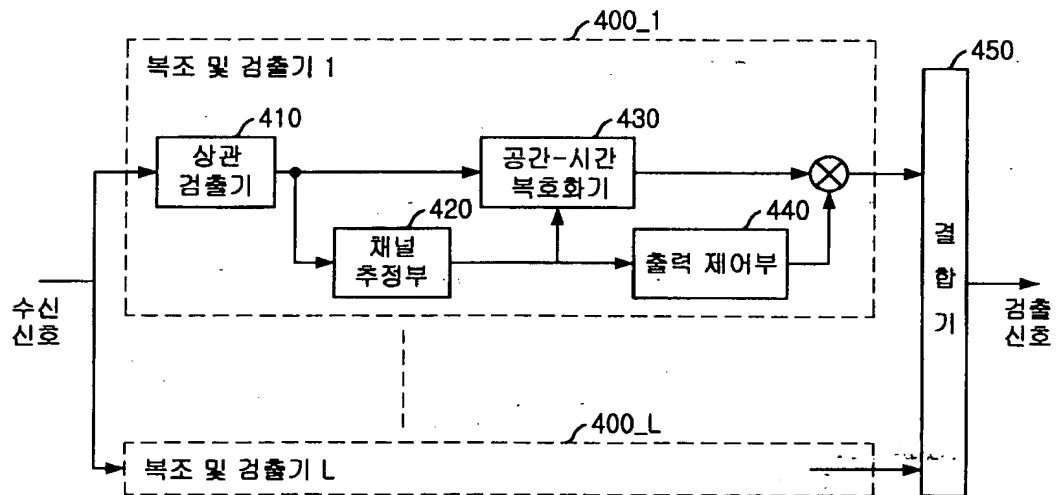 400_1
450
복조 및 검출기 1
410
430
상관
검출기
공간-시간
복호화기
420
440
채널
추정부
출력 제어부
결
합
기
수신
신호
검출
신호
400_L
복조 및 검출기 L